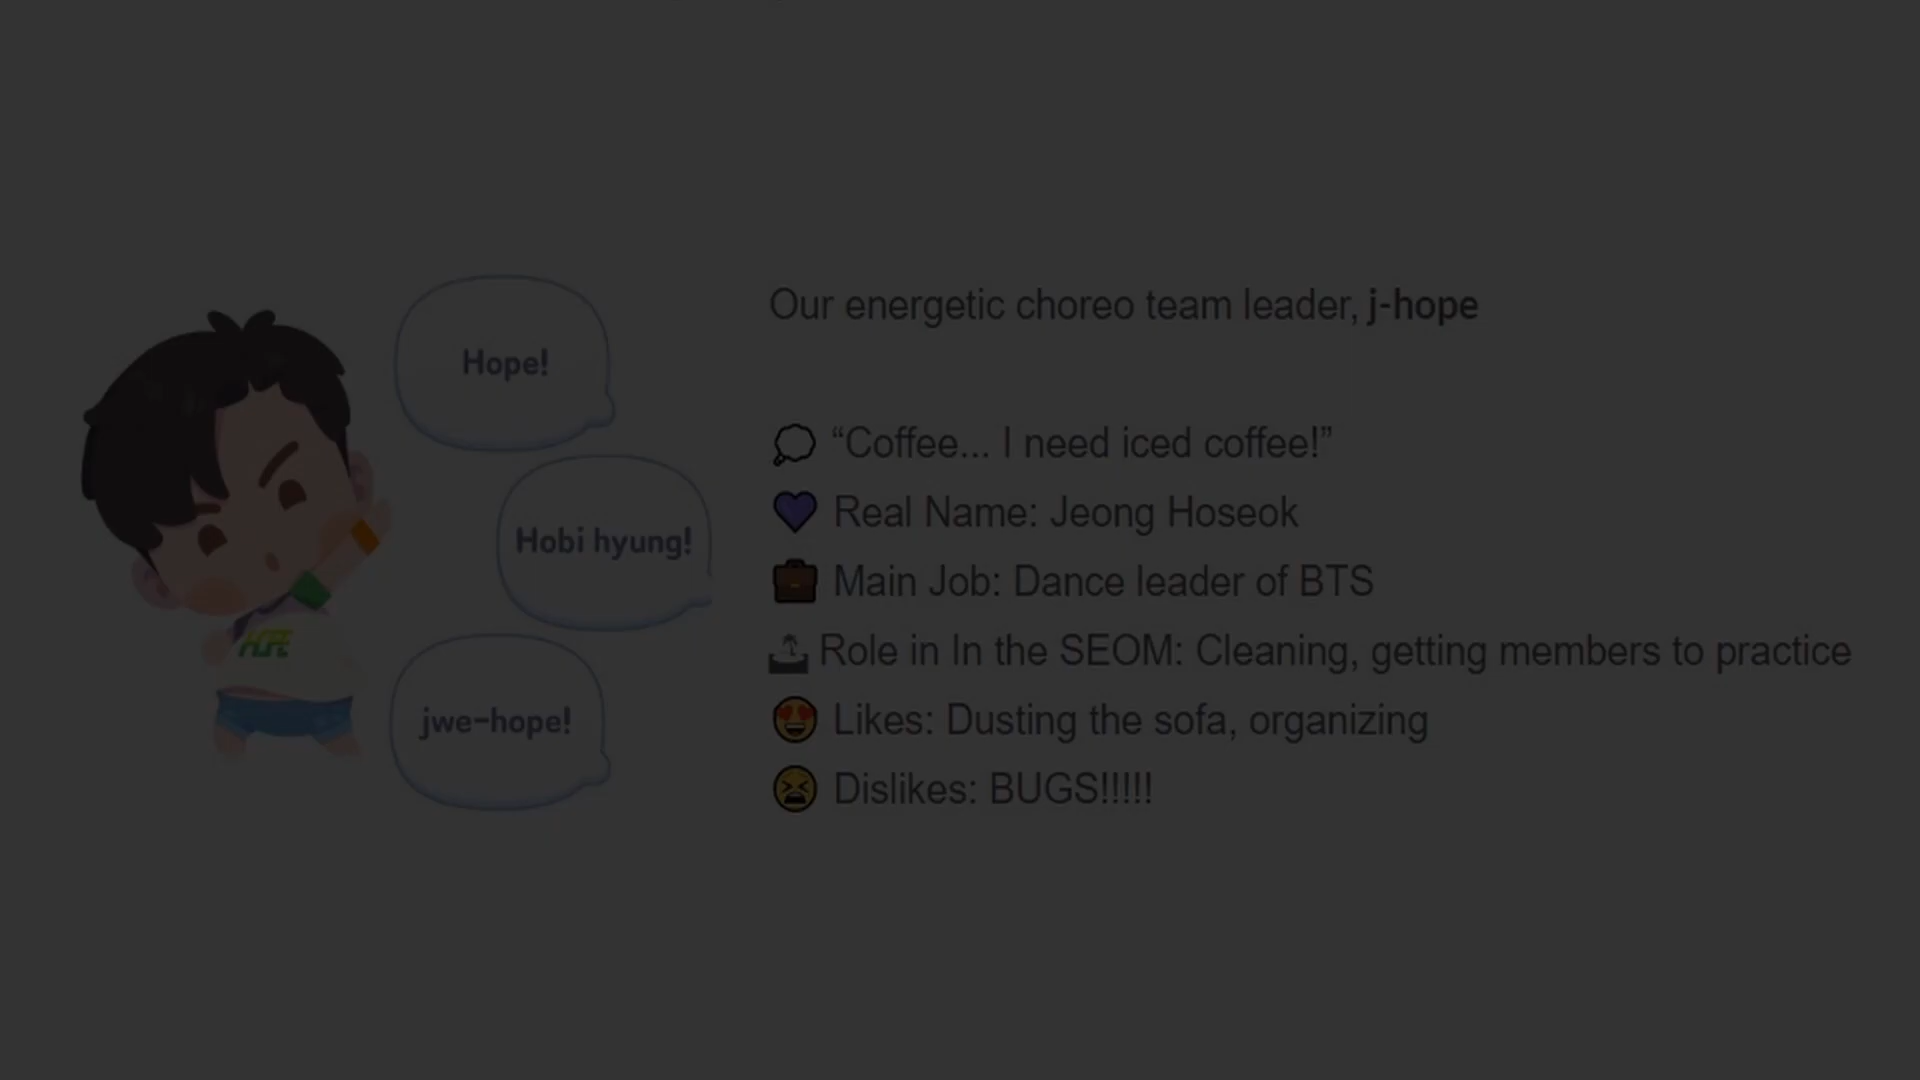 Hope!
Hobi hyung!
jwe-hope!
Our energetic choreo team leader, j-hope
“Coffee... I need iced coffee!”
Real Name: Jeong Hoseok
Main Job: Dance leader of BTS
Role in In the SEOM: Cleaning, getting members to practice
Likes: Dusting the sofa, organizing
Dislikes: BUGS!!!!!